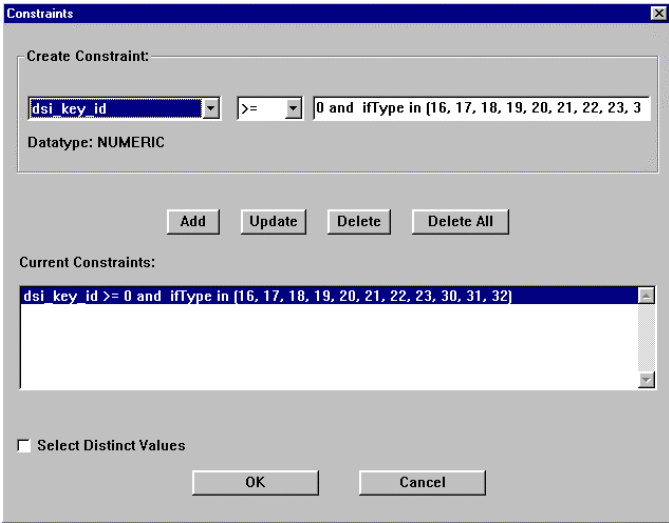 Constraints
Create Constraint:
dsi_key_id >= 0 and ifType in (16, 17, 18, 19, 20, 21, 22, 23, 3
Datatype: NUMERIC
Add Update Delete Delete All
Current Constraints:
dsi_key_id >= 0 and ifType in (16, 17, 18, 19, 20, 21, 22, 23, 30, 31, 32)
Select Distinct Values
OK Cancel